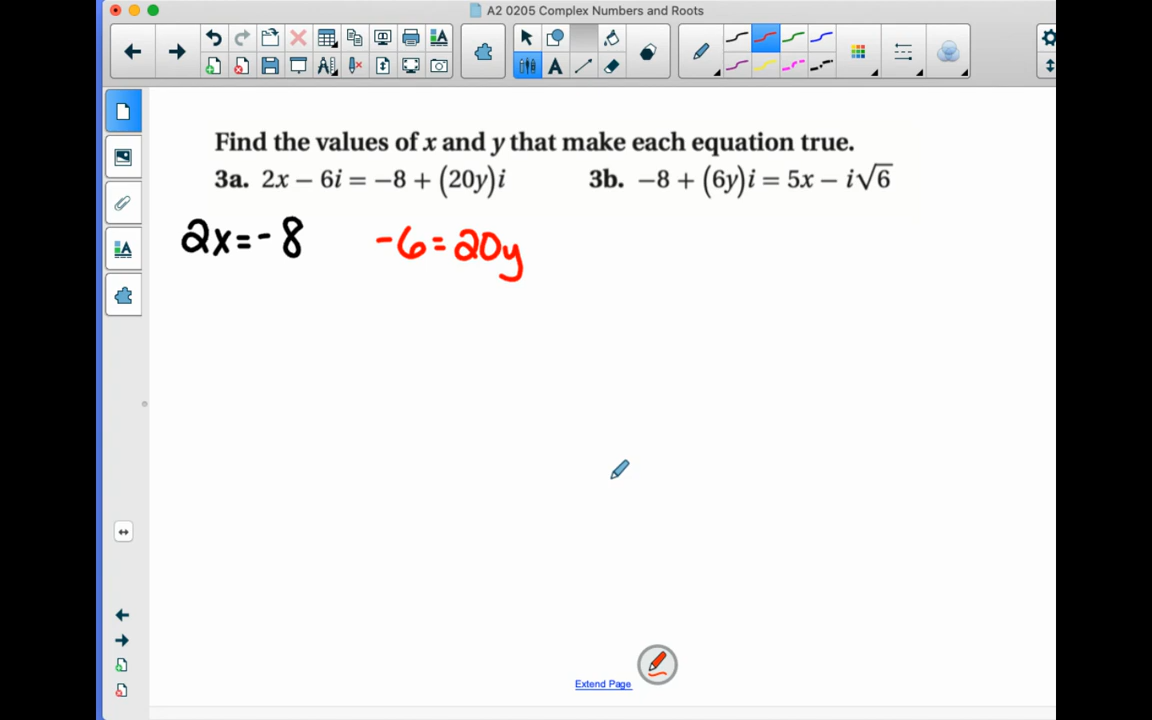 A2 0205 Complex Numbers and Roots
Find the values of x and y that make each equation true.
3a. 2x − 6i = −8 + (20y)i 3b. −8 + (6y)i = 5x − i√6
2x=-8 -6=20y
Extend Page